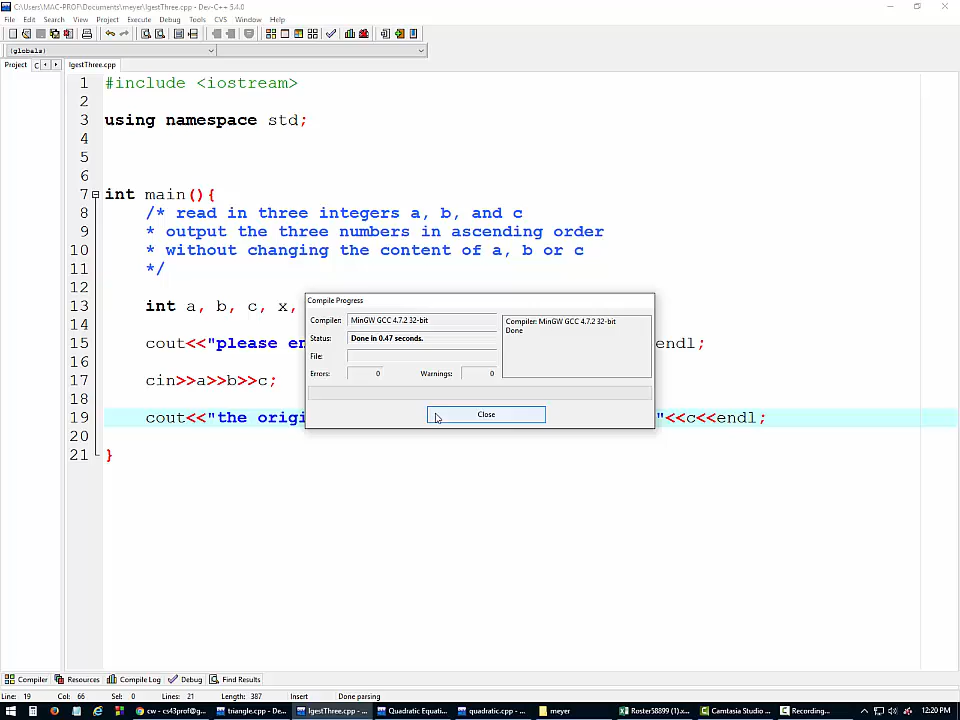 C:\Users\MAC-PROF\Documents\meyer\lgestThree.cpp - Dev-C++ 5.4.0
File Edit Search View Project Execute Debug Tools CVS Window Help
(globals)
Project C lgestThree.cpp
1 #include <iostream>
2
3 using namespace std;
4
5
6
7 int main(){
8 /* read in three integers a, b, and c
9 * output the three numbers in ascending order
10 * without changing the content of a, b or c
11 */
12
13 int a, b, c, x,
14
15 cout<<"please en endl;
16
17 cin>>a>>b>>c;
18
19 cout<<"the origi "<<c<<endl;
20
21 }
Compile Progress
Compiler: MinGW GCC 4.7.2 32-bit
Status: Done in 0.47 seconds.
File:
Errors: 0 Warnings: 0
Compiler: MinGW GCC 4.7.2 32-bit
Done
Close
Compiler Resources Compile Log Debug Find Results
Line: 19 Col: 66 Sel: 0 Lines: 21 Length: 387 Insert Done parsing
cw - cs43prof@g... triangle.cpp - De... lgestThree.cpp - ... Quadratic Equati... quadratic.cpp - ... meyer Roster58899 (1).x... Camtasia Studio ... Recording... 12:20 PM